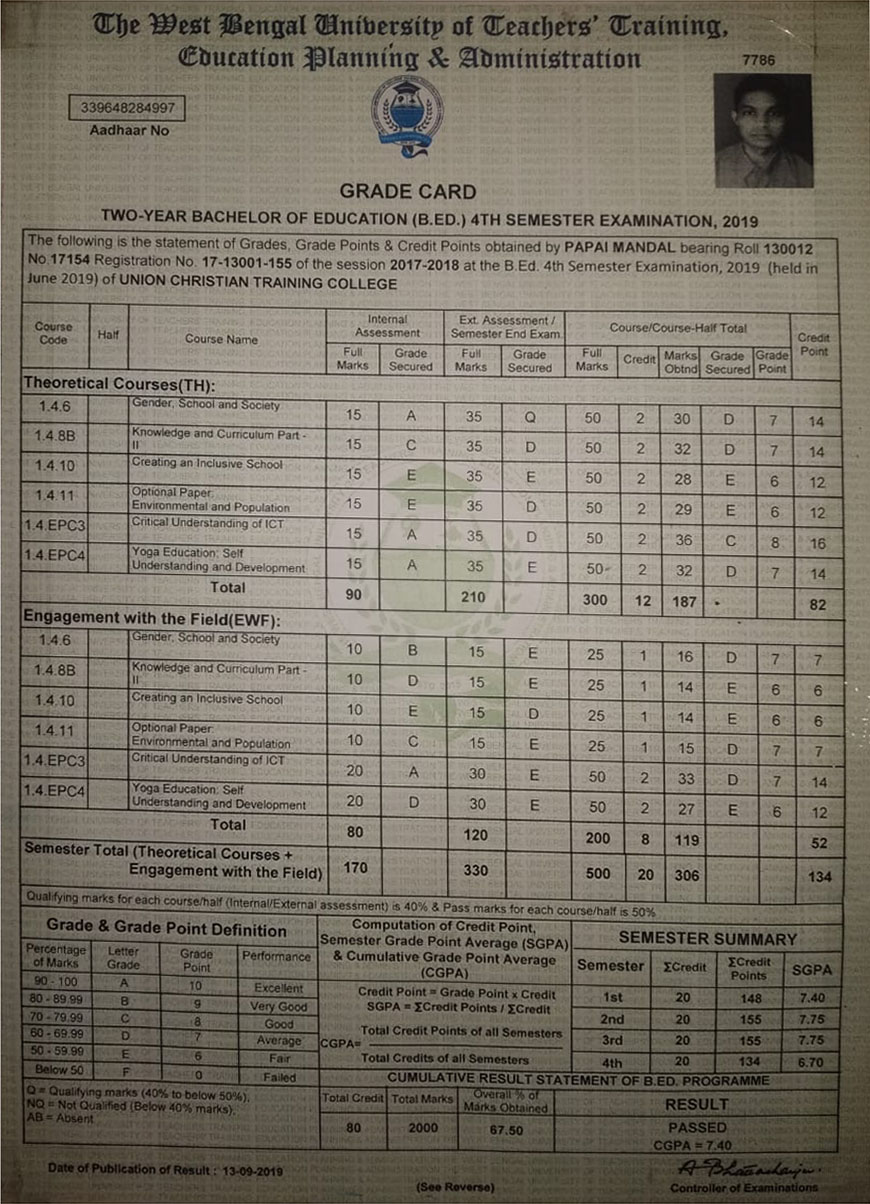 The West Bengal University of Teachers' Training,
Education Planning & Administration
7786
339648284997
Aadhaar No
GRADE CARD
TWO-YEAR BACHELOR OF EDUCATION (B.ED.) 4TH SEMESTER EXAMINATION, 2019
The following is the statement of Grades, Grade Points & Credit Points obtained by PAPAI MANDAL bearing Roll 130012
No.17154 Registration No. 17-13001-155 of the session 2017-2018 at the B.Ed. 4th Semester Examination, 2019 (held in
June 2019) of UNION CHRISTIAN TRAINING COLLEGE
Course Code Half Course Name Internal Assessment Ext. Assessment / Semester End Exam. Course/Course-Half Total Credit Point
Full Marks Grade Secured Full Marks Grade Secured Full Marks Credit Marks Obtnd Grade Secured Grade Point
Theoretical Courses(TH):
1.4.6 Gender, School and Society 15 A 35 Q 50 2 30 D 7 14
1.4.8B Knowledge and Curriculum Part - II 15 C 35 D 50 2 32 D 7 14
1.4.10 Creating an Inclusive School 15 E 35 E 50 2 28 E 6 12
1.4.11 Optional Paper: Environmental and Population 15 E 35 D 50 2 29 E 6 12
1.4.EPC3 Critical Understanding of ICT 15 A 35 D 50 2 36 C 8 16
1.4.EPC4 Yoga Education: Self Understanding and Development 15 A 35 E 50 2 32 D 7 14
Total 90 210 300 12 187 82
Engagement with the Field(EWF):
1.4.6 Gender, School and Society 10 B 15 E 25 1 16 D 7 7
1.4.8B Knowledge and Curriculum Part - II 10 D 15 E 25 1 14 E 6 6
1.4.10 Creating an Inclusive School 10 E 15 D 25 1 14 E 6 6
1.4.11 Optional Paper: Environmental and Population 10 C 15 E 25 1 15 D 7 7
1.4.EPC3 Critical Understanding of ICT 20 A 30 E 50 2 33 D 7 14
1.4.EPC4 Yoga Education: Self Understanding and Development 20 D 30 E 50 2 27 E 6 12
Total 80 120 200 8 119 52
Semester Total (Theoretical Courses +
Engagement with the Field) 170 330 500 20 306 134
Qualifying marks for each course/half (Internal/External assessment) is 40% & Pass marks for each course/half is 50%
Grade & Grade Point Definition
Percentage of Marks Letter Grade Grade Point Performance
90 - 100 A 10 Excellent
80 - 89.99 B 9 Very Good
70 - 79.99 C 8 Good
60 - 69.99 D 7 Average
50 - 59.99 E 6 Fair
Below 50 F 0 Failed
Q = Qualifying marks (40% to below 50%),
NQ = Not Qualified (Below 40% marks),
AB = Absent
Computation of Credit Point,
Semester Grade Point Average (SGPA)
& Cumulative Grade Point Average
(CGPA)
Credit Point = Grade Point x Credit
SGPA = ΣCredit Points / ΣCredit
Total Credit Points of all Semesters
CGPA=
Total Credits of all Semesters
SEMESTER SUMMARY
Semester ΣCredit ΣCredit Points SGPA
1st 20 148 7.40
2nd 20 155 7.75
3rd 20 155 7.75
4th 20 134 6.70
CUMULATIVE RESULT STATEMENT OF B.ED. PROGRAMME
Total Credit Total Marks Overall % of Marks Obtained RESULT
80 2000 67.50 PASSED
CGPA = 7.40
Date of Publication of Result : 13-09-2019
(See Reverse)
Controller of Examinations